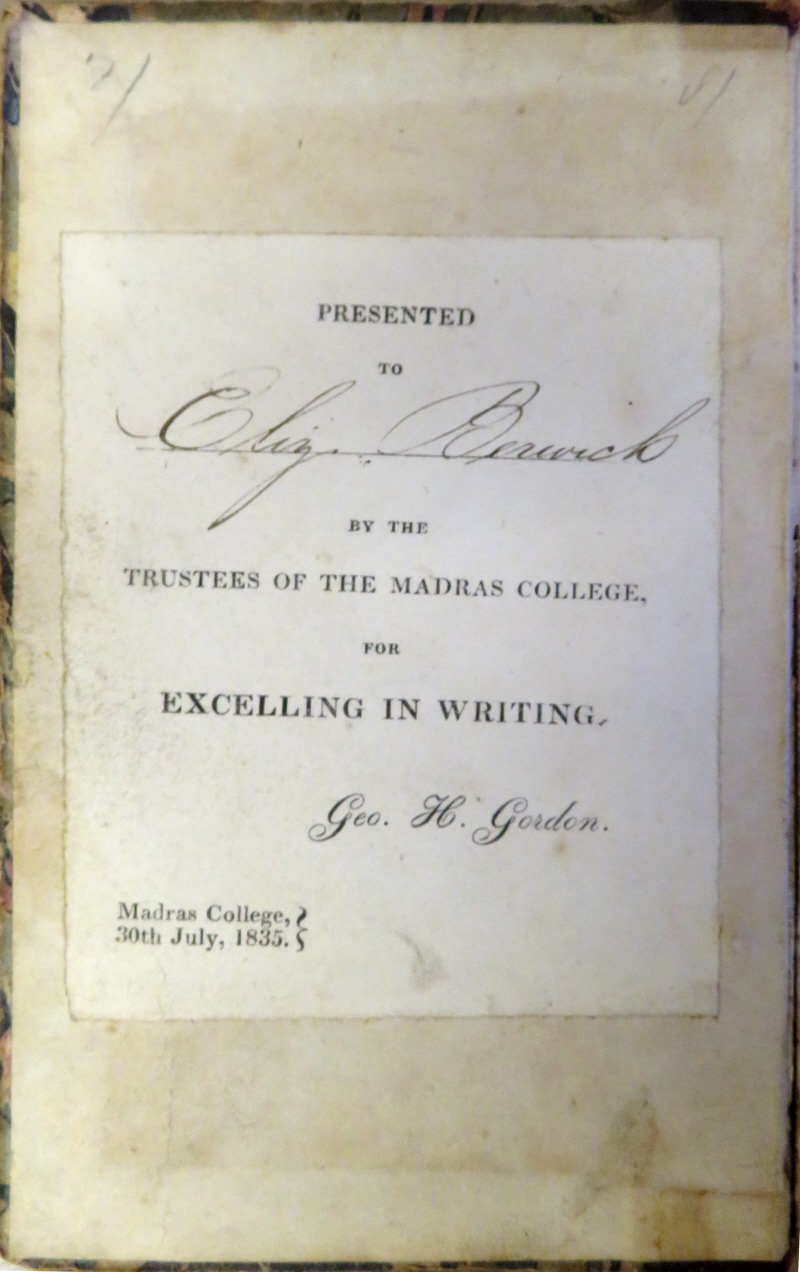 PRESENTED
TO
Eliz. Berwick
BY THE
TRUSTEES OF THE MADRAS COLLEGE,
FOR
EXCELLING IN WRITING.
Geo. H. Gordon.
Madras College,
30th July, 1835.